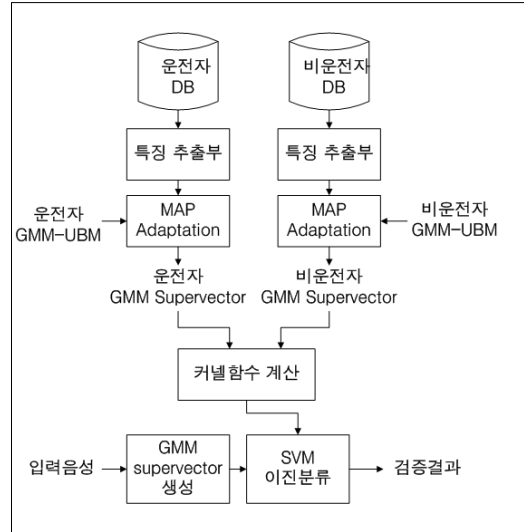 운전자
DB
비운전자
DB
특징 추출부
특징 추출부
운전자
GMM-UBM
MAP
Adaptation
MAP
Adaptation
비운전자
GMM-UBM
운전자
GMM Supervector
비운전자
GMM Supervector
커넬함수 계산
입력음성
GMM
supervector
생성
SVM
이진분류
검증결과